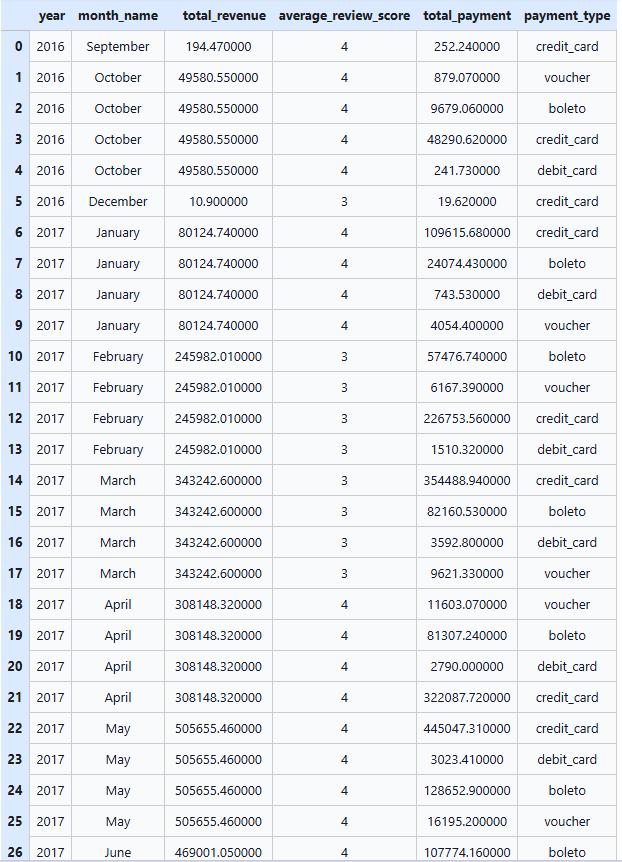 year month_name total_revenue average_review_score total_payment payment_type
0 2016 September 194.470000 4 252.240000 credit_card
1 2016 October 49580.550000 4 879.070000 voucher
2 2016 October 49580.550000 4 9679.060000 boleto
3 2016 October 49580.550000 4 48290.620000 credit_card
4 2016 October 49580.550000 4 241.730000 debit_card
5 2016 December 10.900000 3 19.620000 credit_card
6 2017 January 80124.740000 4 109615.680000 credit_card
7 2017 January 80124.740000 4 24074.430000 boleto
8 2017 January 80124.740000 4 743.530000 debit_card
9 2017 January 80124.740000 4 4054.400000 voucher
10 2017 February 245982.010000 3 57476.740000 boleto
11 2017 February 245982.010000 3 6167.390000 voucher
12 2017 February 245982.010000 3 226753.560000 credit_card
13 2017 February 245982.010000 3 1510.320000 debit_card
14 2017 March 343242.600000 3 354488.940000 credit_card
15 2017 March 343242.600000 3 82160.530000 boleto
16 2017 March 343242.600000 3 3592.800000 debit_card
17 2017 March 343242.600000 3 9621.330000 voucher
18 2017 April 308148.320000 4 11603.070000 voucher
19 2017 April 308148.320000 4 81307.240000 boleto
20 2017 April 308148.320000 4 2790.000000 debit_card
21 2017 April 308148.320000 4 322087.720000 credit_card
22 2017 May 505655.460000 4 445047.310000 credit_card
23 2017 May 505655.460000 4 3023.410000 debit_card
24 2017 May 505655.460000 4 128652.900000 boleto
25 2017 May 505655.460000 4 16195.200000 voucher
26 2017 June 469001.050000 4 107774.160000 boleto